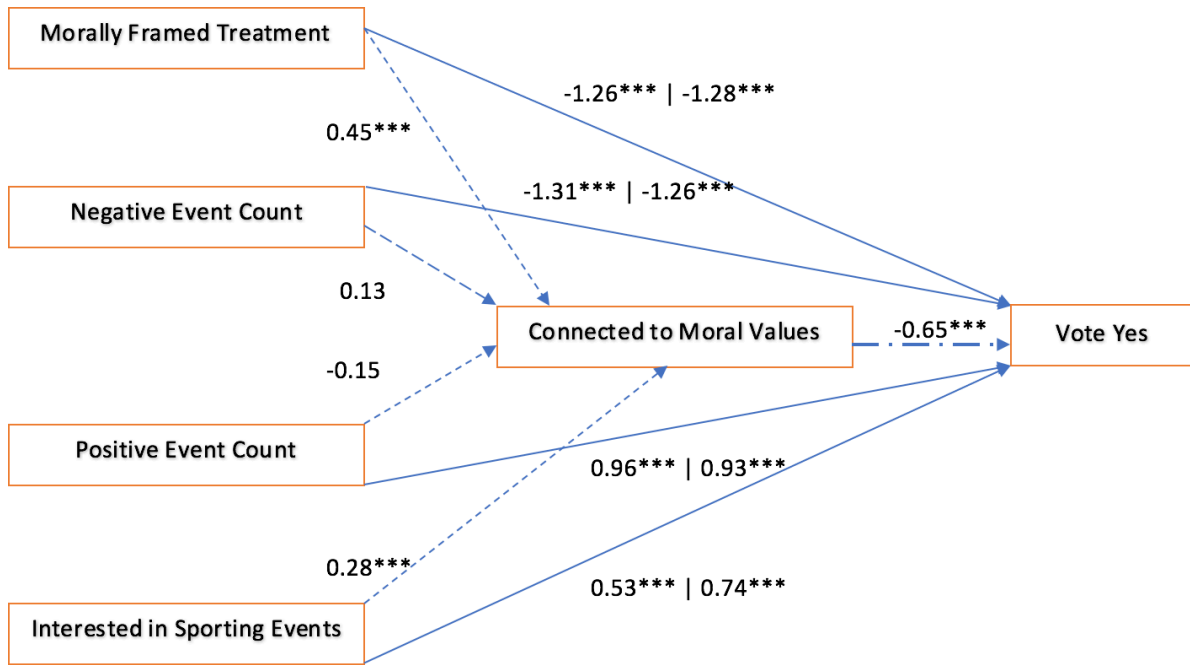 Morally Framed Treatment
-1.26*** | -1.28***
0.45***
-1.31*** | -1.26***
Negative Event Count
0.13
Connected to Moral Values
-0.65***
Vote Yes
-0.15
Positive Event Count
0.96*** | 0.93***
0.28***
0.53*** | 0.74***
Interested in Sporting Events